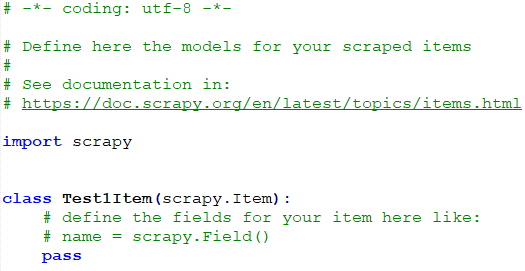 # -*- coding: utf-8 -*-
# Define here the models for your scraped items
#
# See documentation in:
# https://doc.scrapy.org/en/latest/topics/items.html
import scrapy
class Test1Item(scrapy.Item):
    # define the fields for your item here like:
    # name = scrapy.Field()
    pass